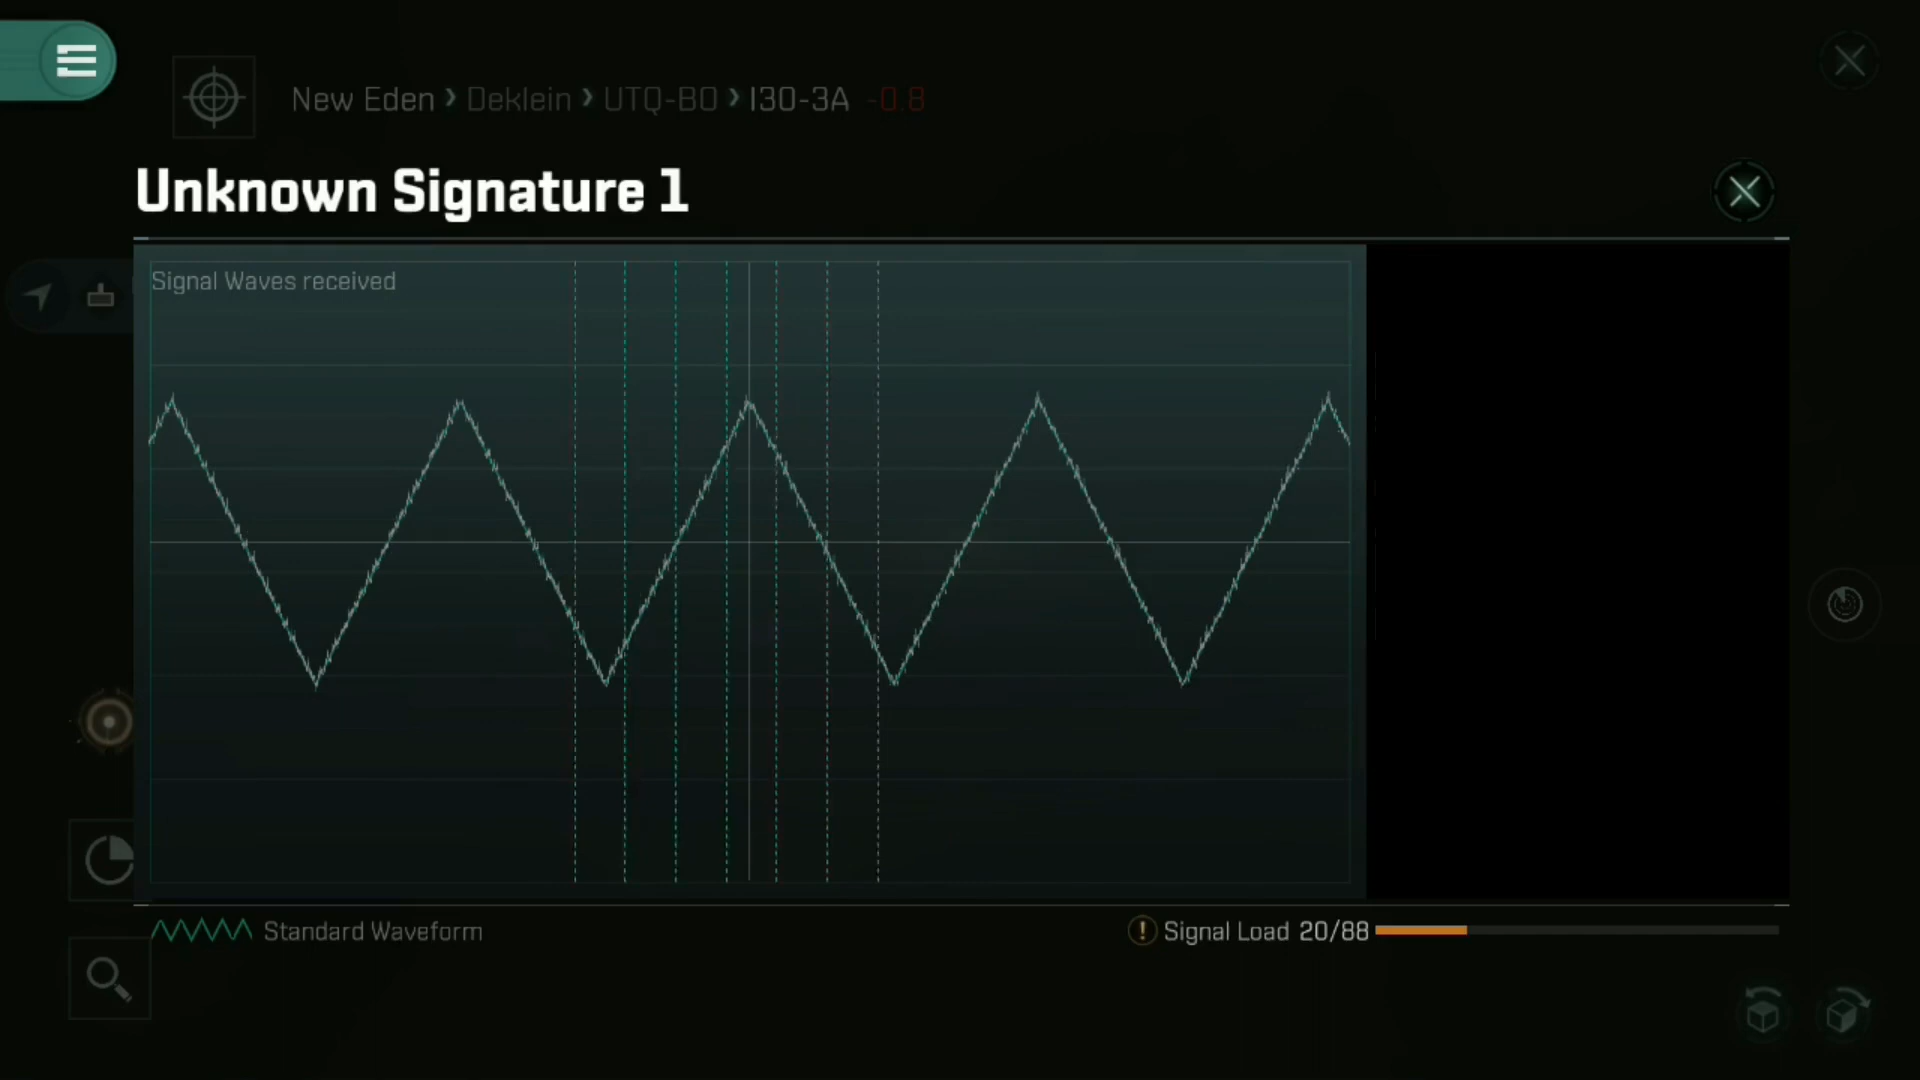 New Eden › Deklein › UTQ-BO › I30-3A -0.8
Unknown Signature 1
Signal Waves received
Standard Waveform
Signal Load 20/88